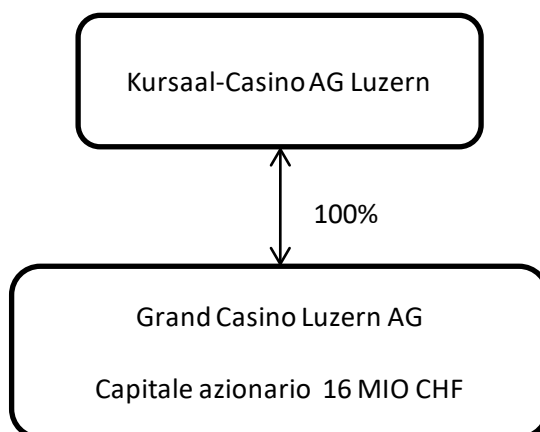 Kursaal-Casino AG Luzern
100%
Grand Casino Luzern AG
Capitale azionario 16 MIO CHF